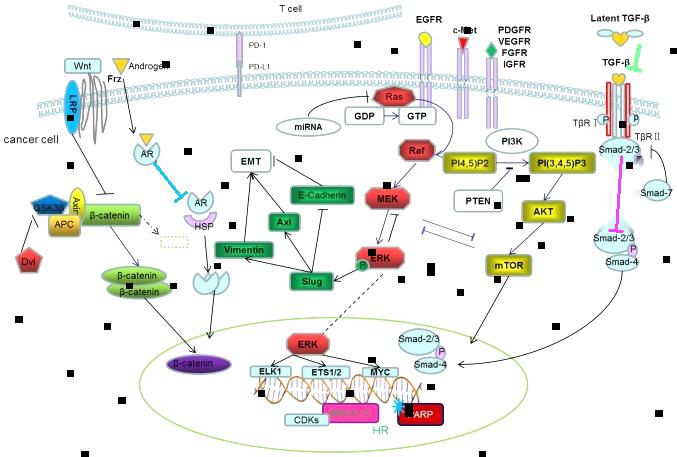 T cell
EGFR
c-Met
PDGFR
VEGFR
FGFR
IGFR
Latent TGF-β
PD-1
PD-L1
TGF-β
Wnt
Androgen
Frz
LRP
Ras
GDP
GTP
miRNA
P
P
TβR I
TβR II
cancer cell
AR
EMT
Raf
PI3K
PI(4,5)P2
PI(3,4,5)P3
Smad-2/3
P
GSK3β
Axin
APC
β-catenin
AR
HSP
E-Cadherin
MEK
PTEN
AKT
Smad-7
Axl
Vimentin
Dvl
P
ERK
mTOR
Smad-2/3
P
Smad-4
β-catenin
β-catenin
Slug
ERK
Smad-2/3
P
Smad-4
β-catenin
ELK1
ETS1/2
MYC
CDKs
PARP
HR